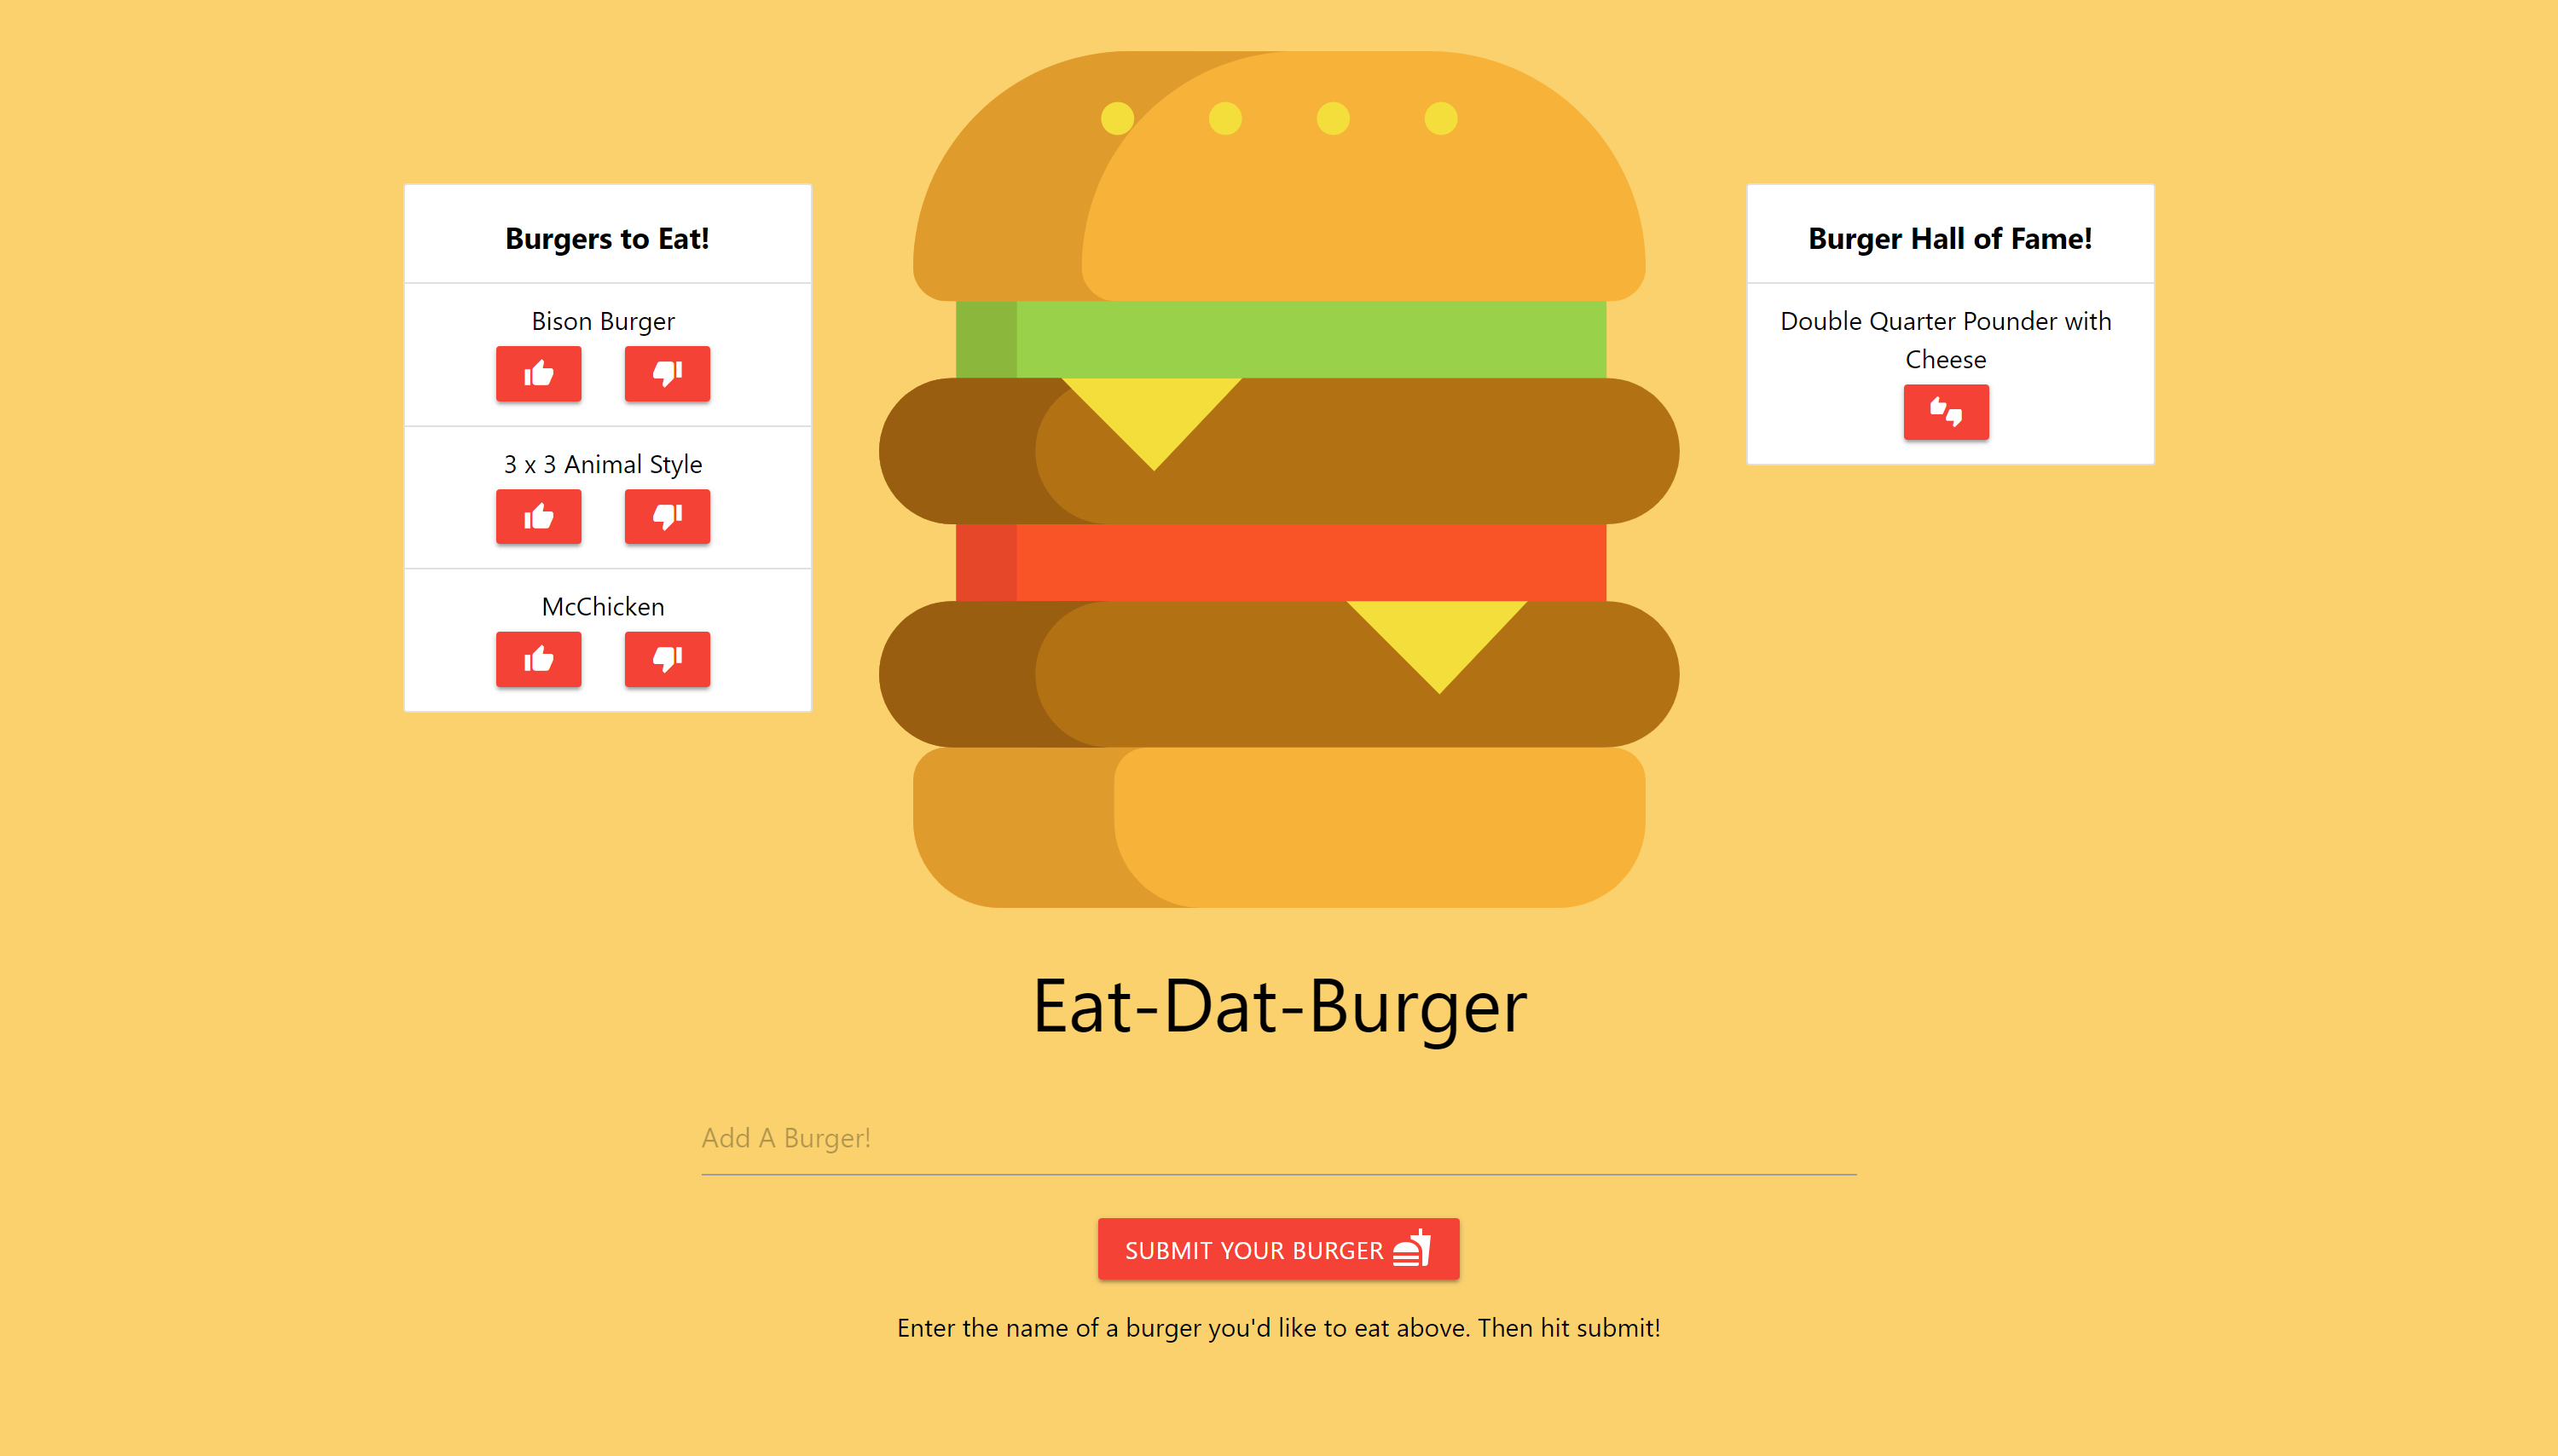 Burgers to Eat!
Bison Burger
3 x 3 Animal Style
McChicken
Burger Hall of Fame!
Double Quarter Pounder with
Cheese
Eat-Dat-Burger
Add A Burger!
SUBMIT YOUR BURGER
Enter the name of a burger you'd like to eat above. Then hit submit!